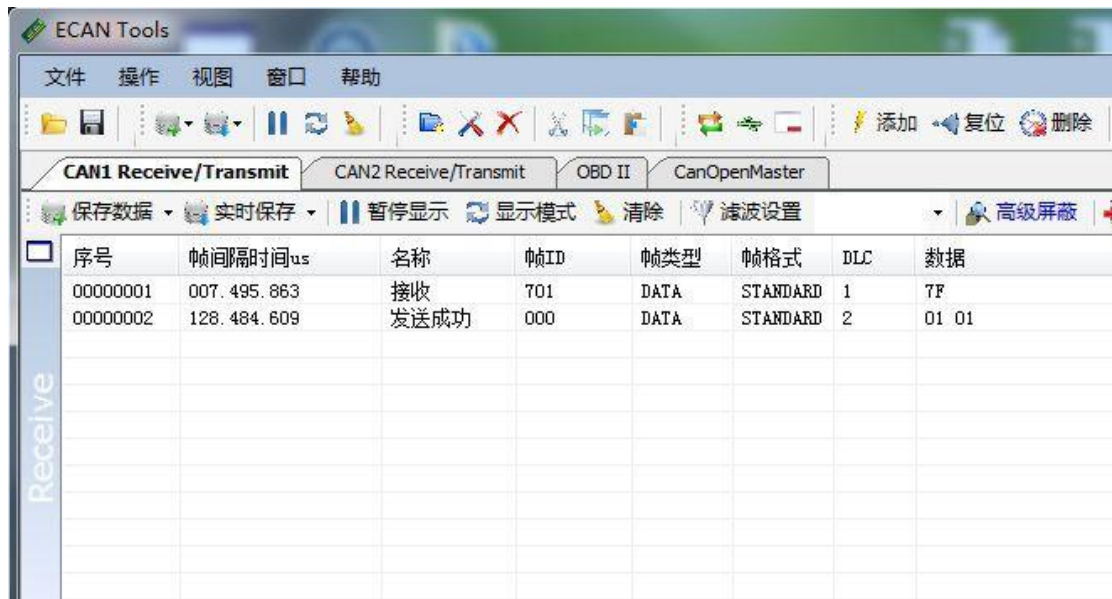 ECAN Tools
文件 操作 视图 窗口 帮助
添加 复位 删除
CAN1 Receive/Transmit CAN2 Receive/Transmit OBD II CanOpenMaster
保存数据 实时保存 暂停显示 显示模式 清除 滤波设置 高级屏蔽
序号 帧间隔时间us 名称 帧ID 帧类型 帧格式 DLC 数据
00000001 007.495.863 接收 701 DATA STANDARD 1 7F
00000002 128.484.609 发送成功 000 DATA STANDARD 2 01 01
Receive